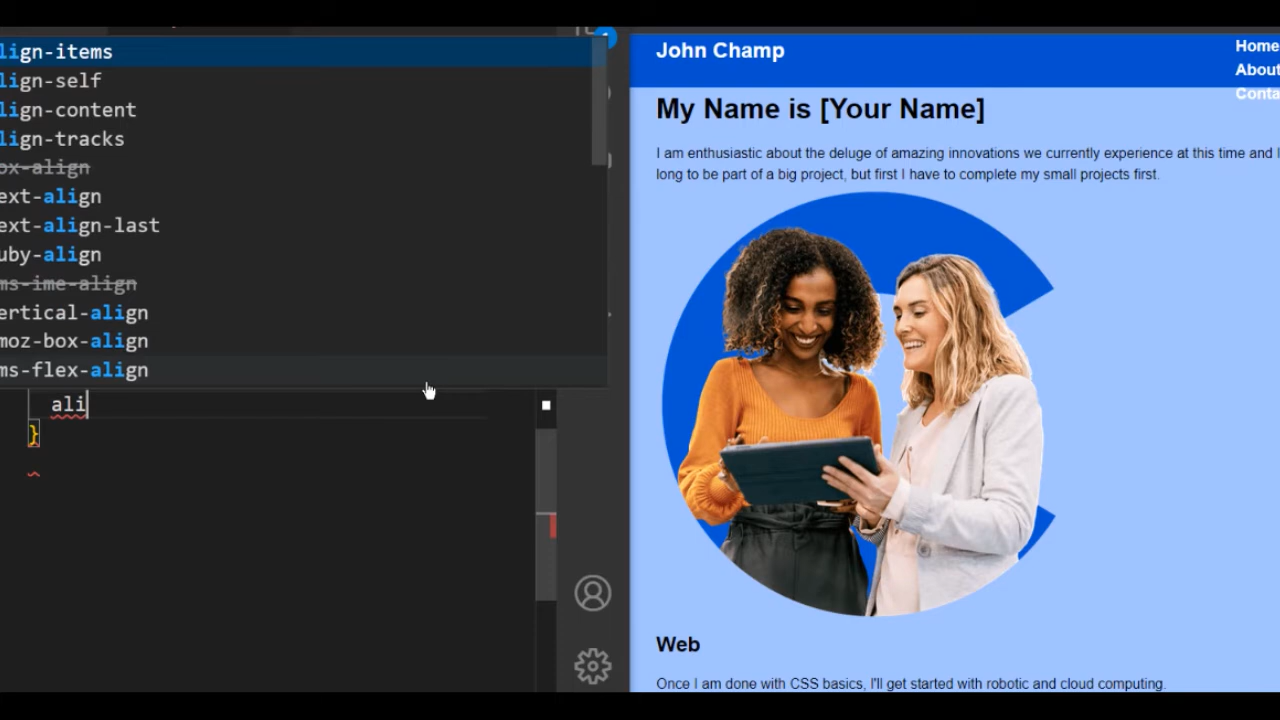 lign-items
lign-self
lign-content
lign-tracks
ox-align
ext-align
ext-align-last
uby-align
ms-ime-align
ertical-align
moz-box-align
ms-flex-align
ali
}
John Champ
Home
About
Conta
My Name is [Your Name]
I am enthusiastic about the deluge of amazing innovations we currently experience at this time and I
long to be part of a big project, but first I have to complete my small projects first.
Web
Once I am done with CSS basics, I'll get started with robotic and cloud computing.